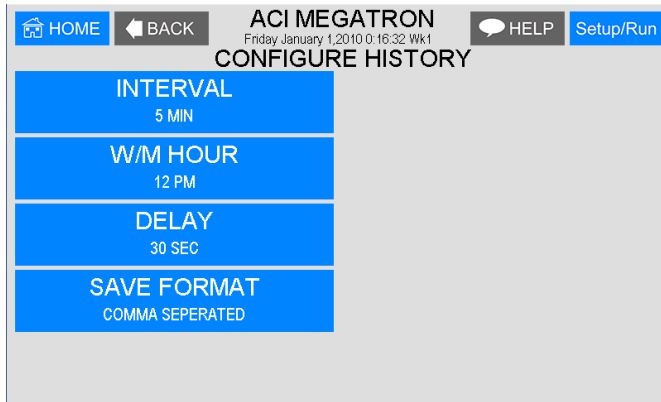 HOME
BACK
ACI MEGATRON
Friday January 1,2010 0:16:32 Wk1
HELP
Setup/Run
CONFIGURE HISTORY
INTERVAL
5 MIN
W/M HOUR
12 PM
DELAY
30 SEC
SAVE FORMAT
COMMA SEPERATED